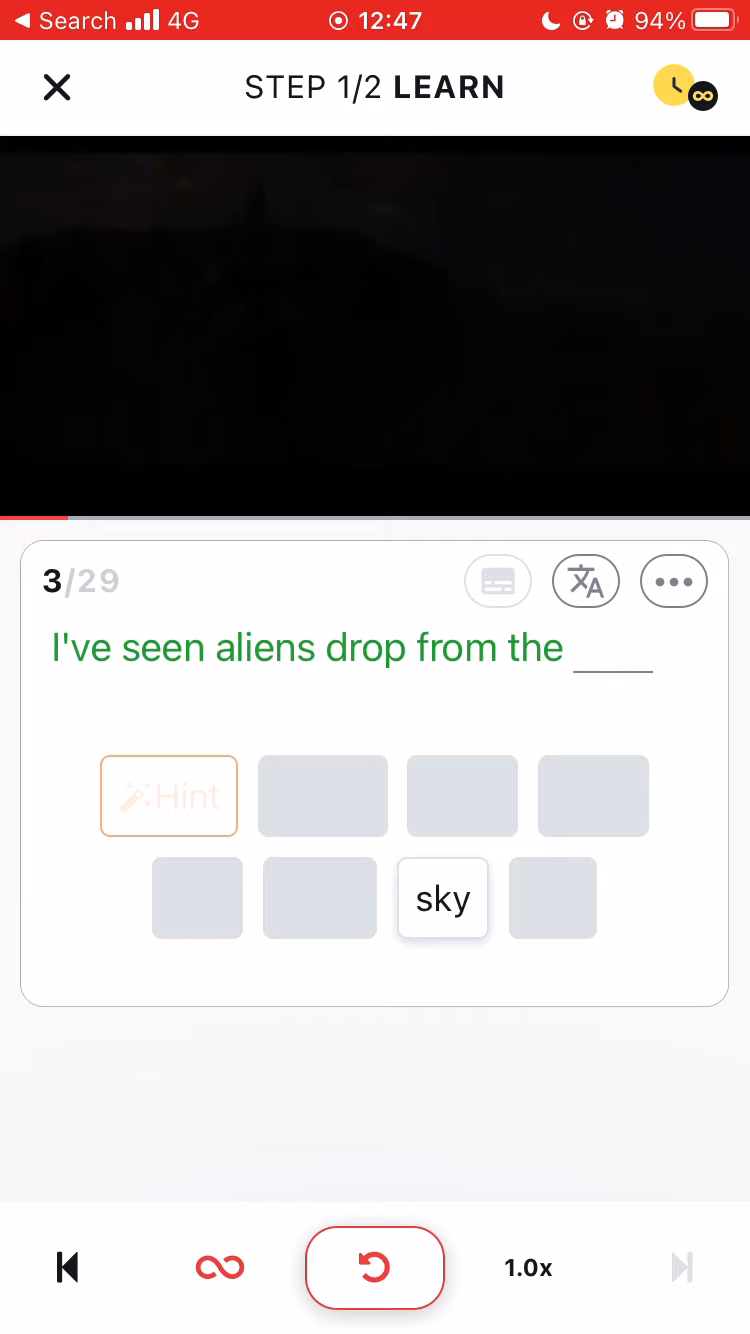 Search 4G 12:47 94%
STEP 1/2 LEARN
3/29
I've seen aliens drop from the ____
Hint
sky
1.0x